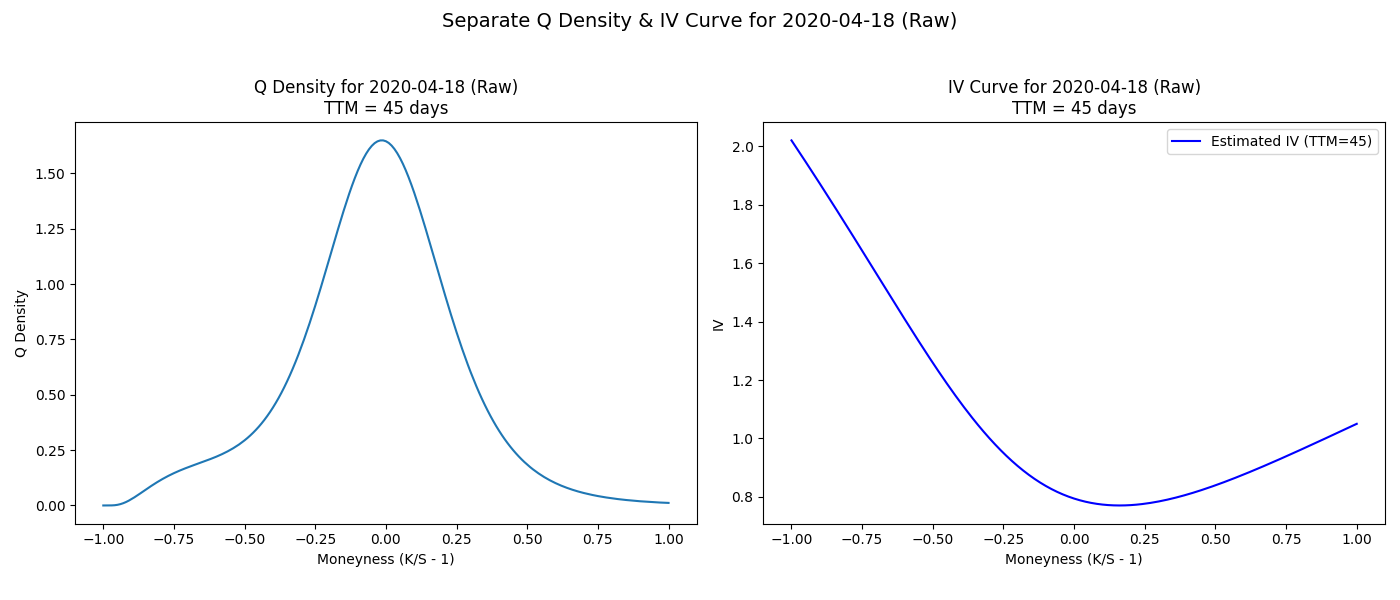 Separate Q Density & IV Curve for 2020-04-18 (Raw)
Q Density for 2020-04-18 (Raw)
TTM = 45 days
Q Density
1.50
1.25
1.00
0.75
0.50
0.25
0.00
−1.00 −0.75 −0.50 −0.25 0.00 0.25 0.50 0.75 1.00
Moneyness (K/S - 1)
IV Curve for 2020-04-18 (Raw)
TTM = 45 days
Estimated IV (TTM=45)
IV
2.0
1.8
1.6
1.4
1.2
1.0
0.8
−1.00 −0.75 −0.50 −0.25 0.00 0.25 0.50 0.75 1.00
Moneyness (K/S - 1)